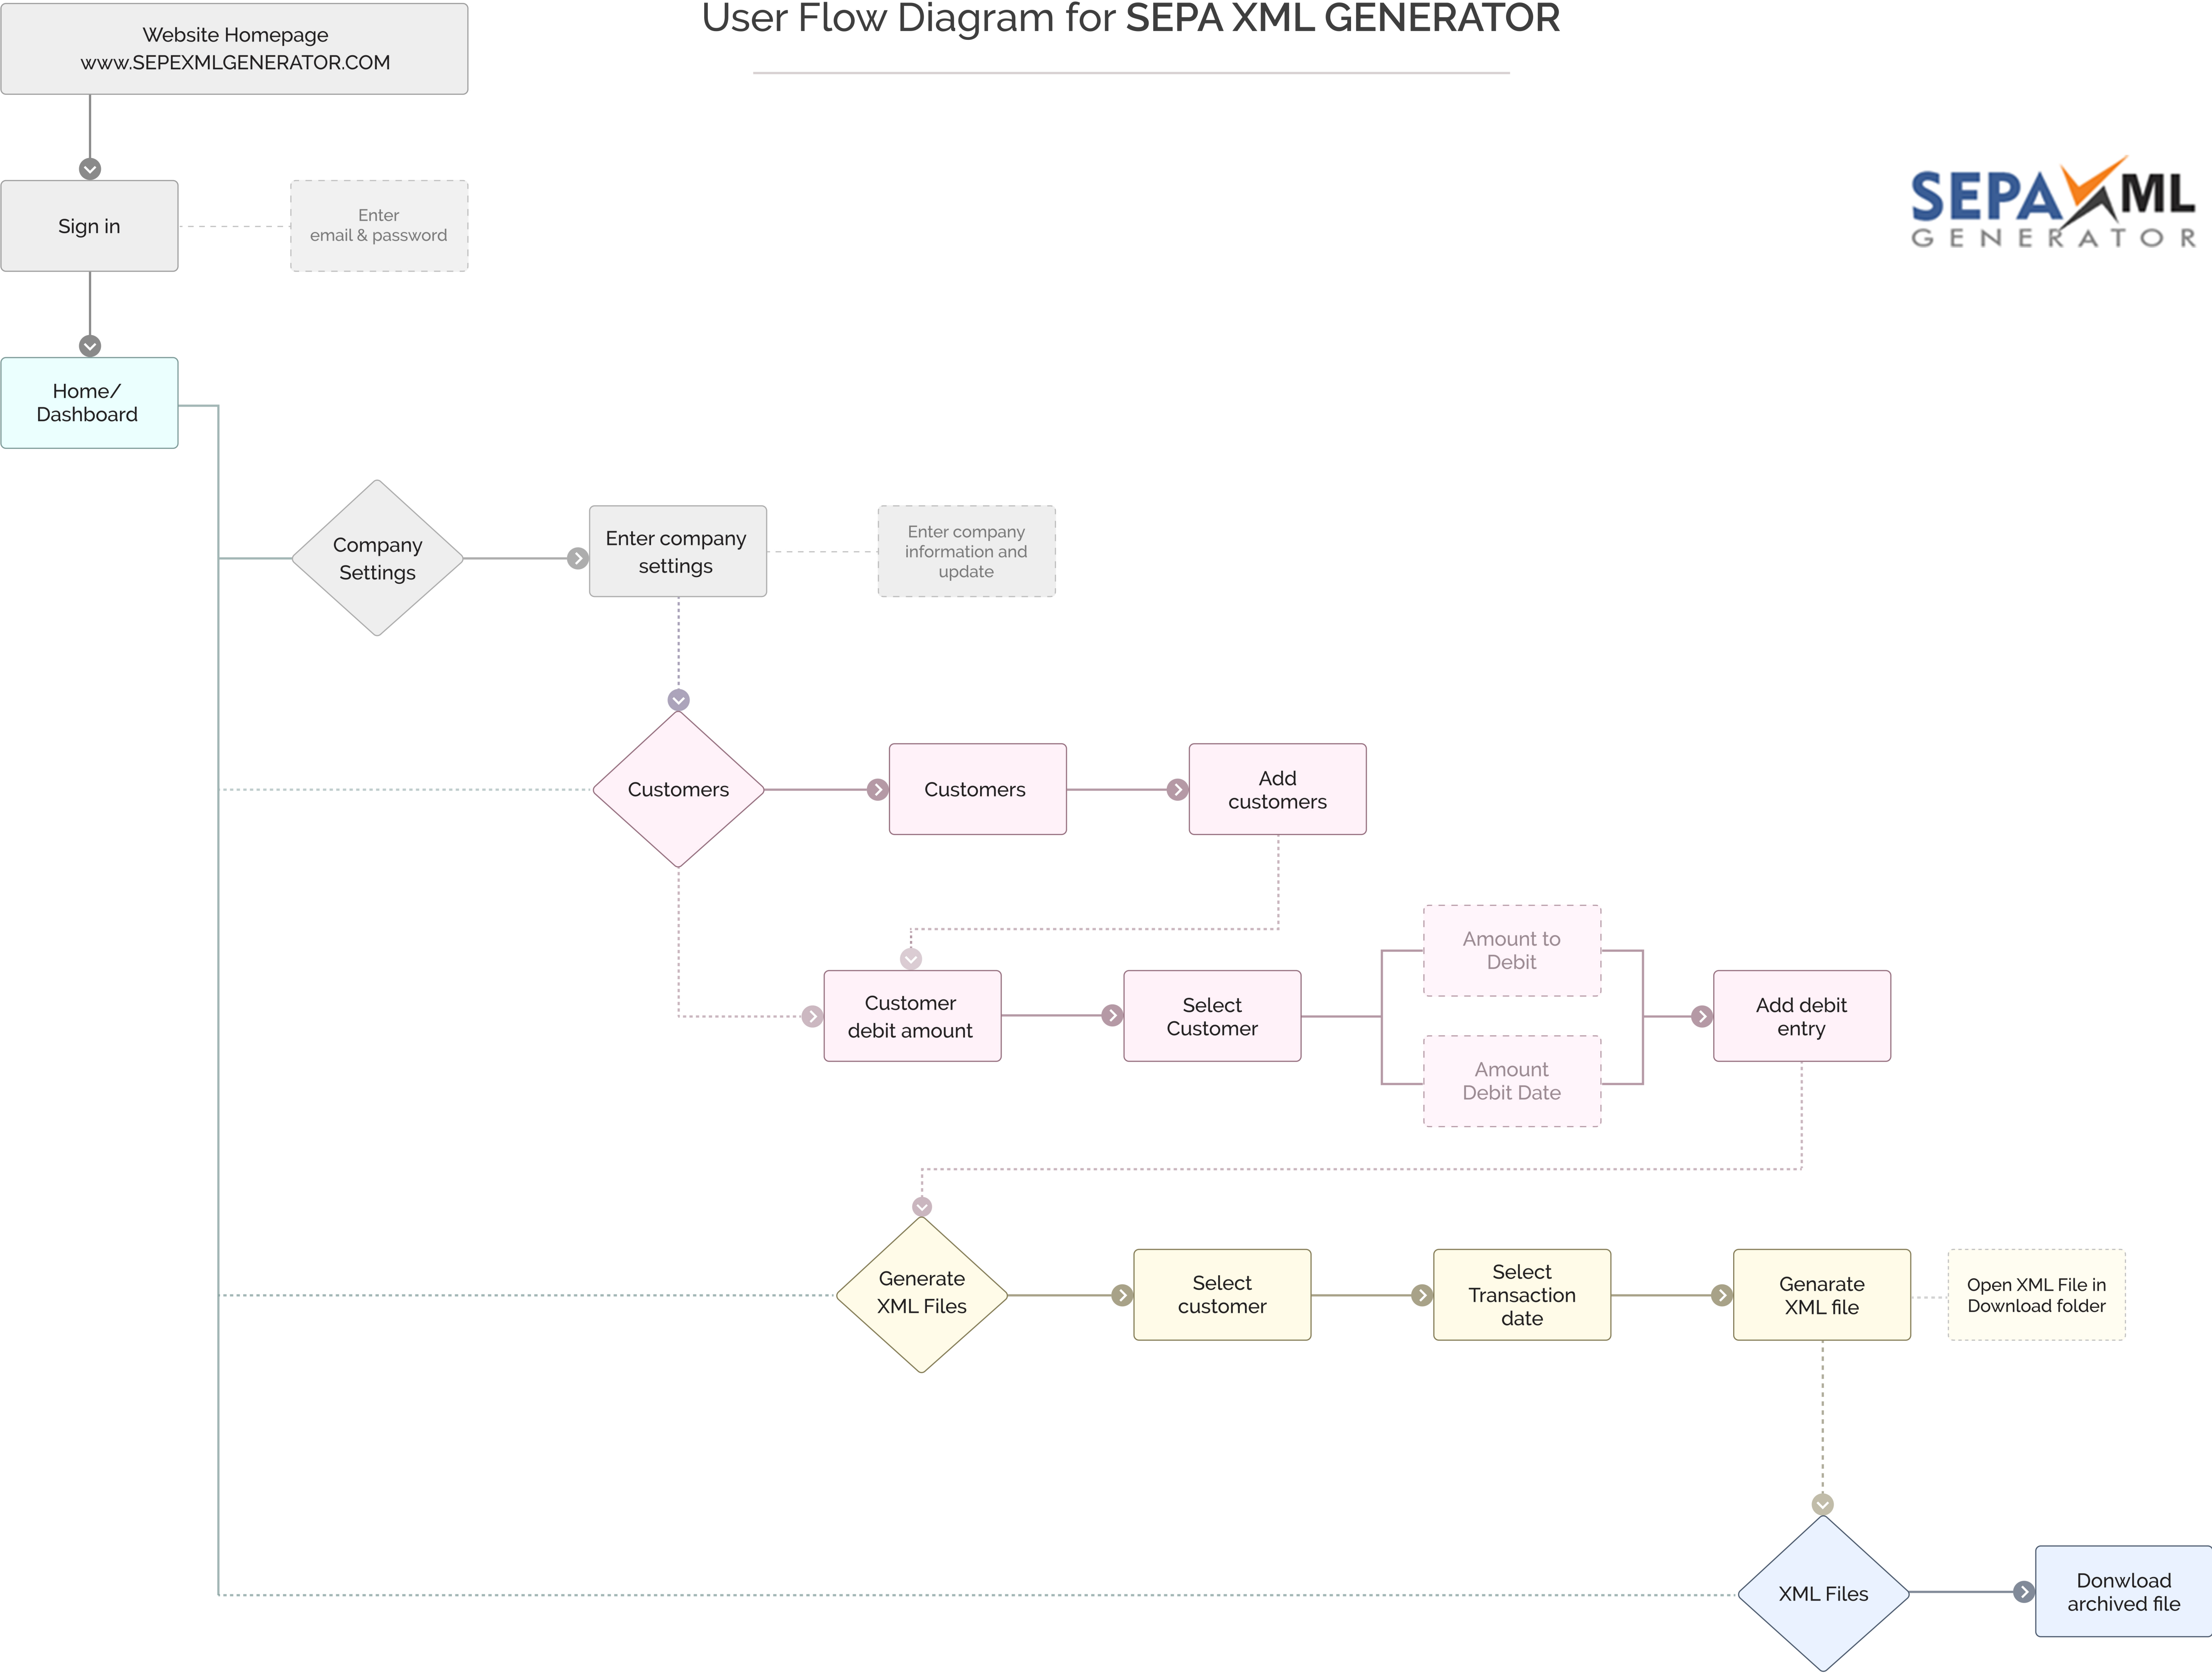 User Flow Diagram for SEPA XML GENERATOR
Website Homepage
www.SEPEXMLGENERATOR.COM
SEPA XML
GENERATOR
Sign in
Enter
email & password
Home/
Dashboard
Company
Settings
Enter company
settings
Enter company
information and
update
Customers
Customers
Add
customers
Customer
debit amount
Select
Customer
Amount to
Debit
Amount
Debit Date
Add debit
entry
Generate
XML Files
Select
customer
Select
Transaction
date
Genarate
XML file
Open XML File in
Download folder
XML Files
Donwload
archived file